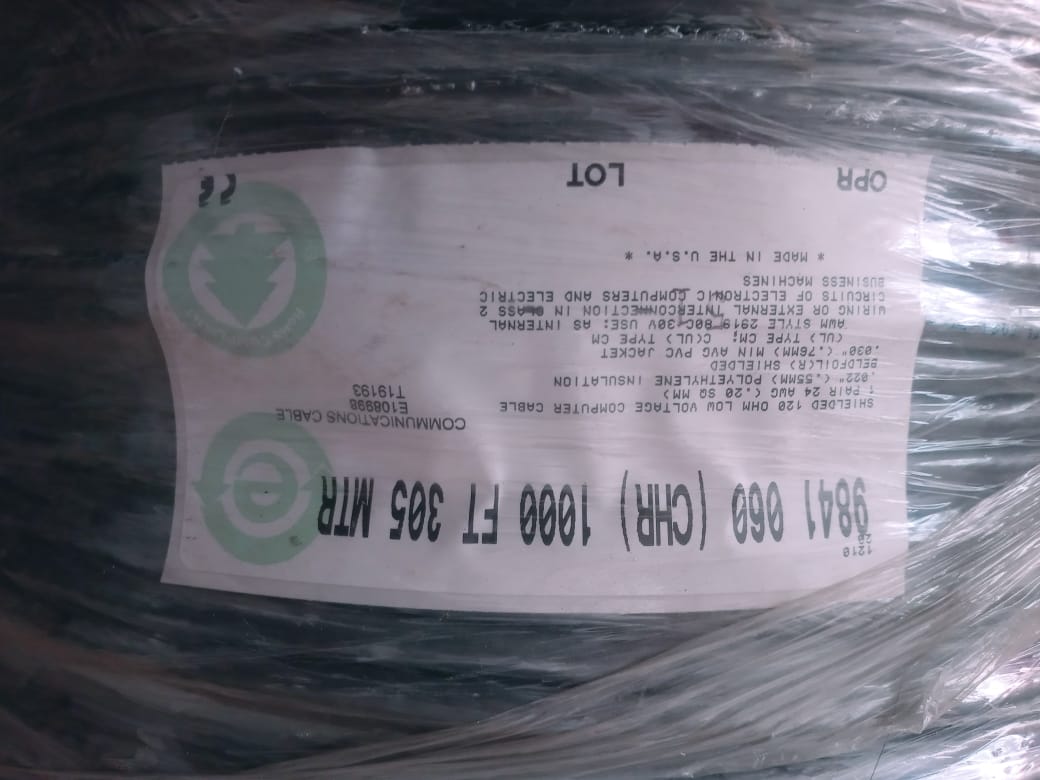 9841 060 (CHR) 1000 FT 305 MTR
SHIELDED 120 OHM LOW VOLTAGE COMPUTER CABLE
1 PAIR 24 AWG (.20 SQ MM)
.022" (.55MM) POLYETHYLENE INSULATION
BELDFOIL(R) SHIELDED
.030" (.76MM) MIN AVG PVC JACKET
(UL) TYPE CM; C(UL) TYPE CM
AWM STYLE 2919 80C 30V USE: AS INTERNAL
WIRING OR EXTERNAL INTERCONNECTION IN CLASS 2
CIRCUITS OF ELECTRONIC COMPUTERS AND ELECTRIC
BUSINESS MACHINES
* MADE IN THE U.S.A. *
COMMUNICATIONS CABLE
E108998
T19193
OPR
LOT
CE